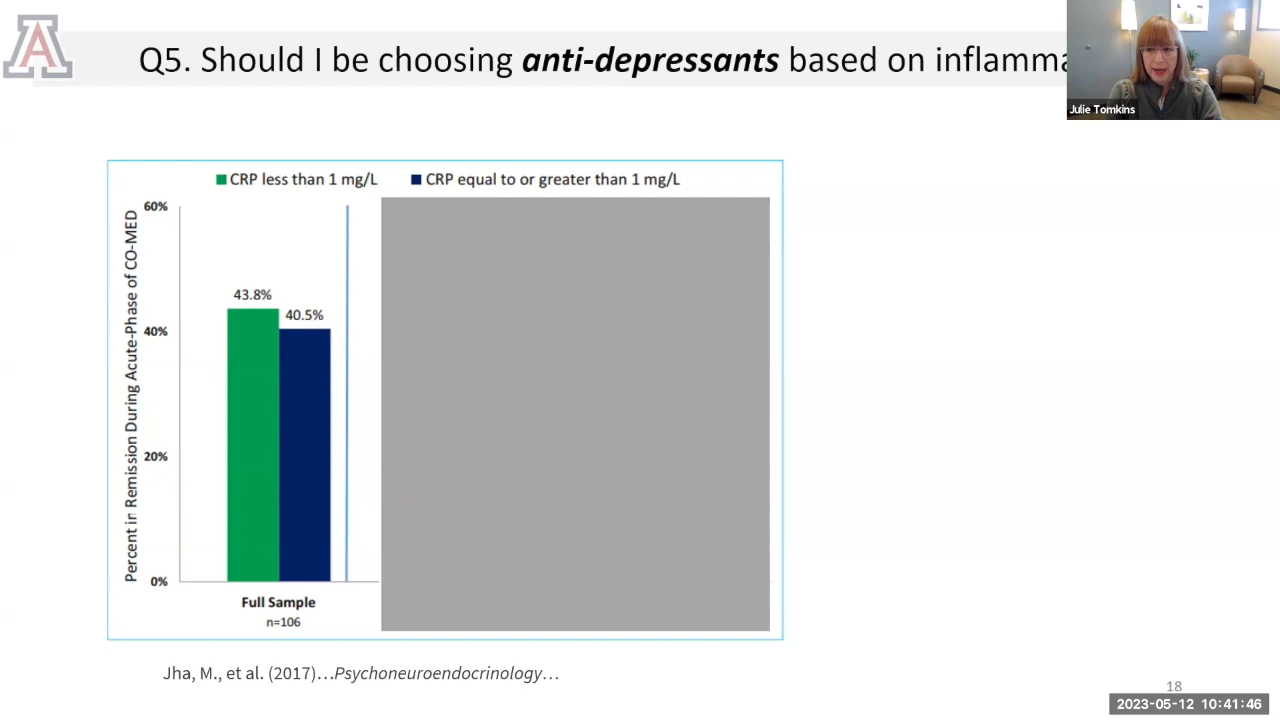 Q5. Should I be choosing anti-depressants based on
Julie Tomkins
CRP less than 1 mg/L
CRP equal to or greater than 1 mg/L
Percent in Remission During Acute-Phase of CO-MED
60%
40%
20%
0%
43.8%
40.5%
Full Sample
n=106
Jha, M., et al. (2017)…Psychoneuroendocrinology…
18
2023-05-12 10:41:46
A